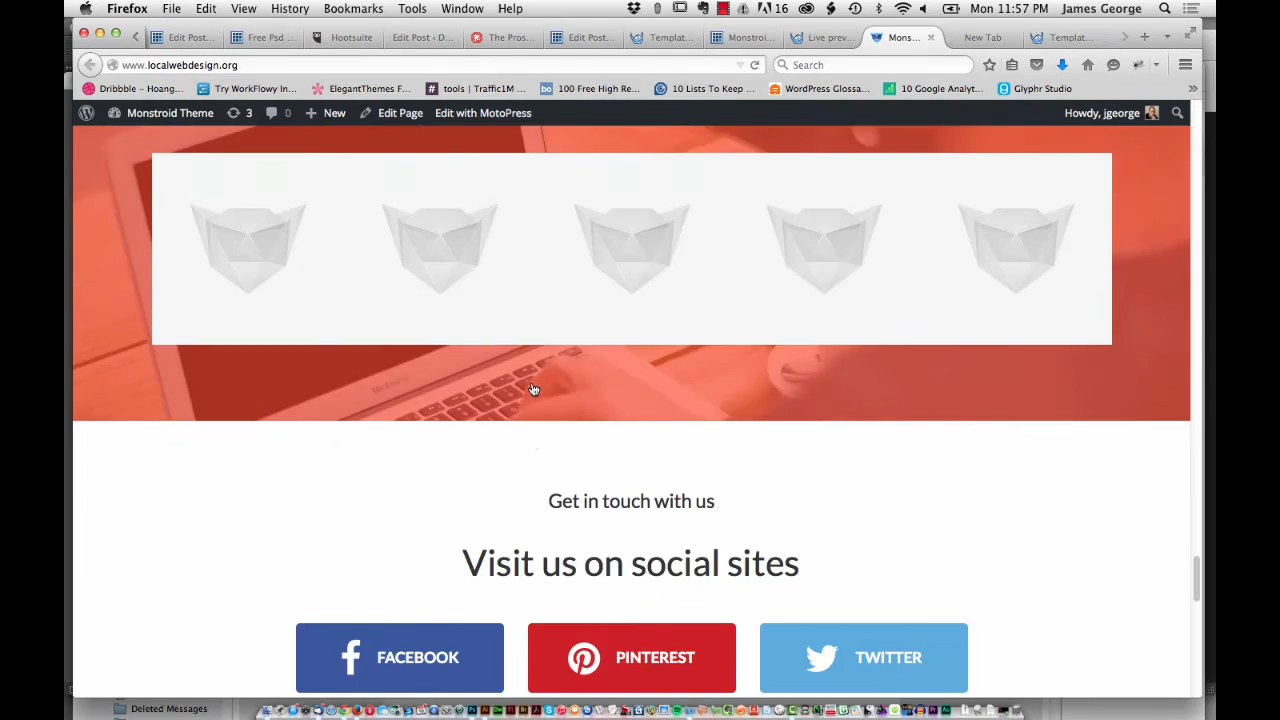 Firefox File Edit View History Bookmarks Tools Window Help 16 Mon 11:57 PM James George
Edit Post... Free Psd ... Hootsuite Edit Post ‹ D... The Pros... Edit Post... Templat... Monstroi... Live prev... Mons... New Tab Templat...
www.localwebdesign.org Search
Dribbble – Hoang... Try WorkFlowy In... ElegantThemes F... tools | Traffic1M ... 100 Free High Re... 10 Lists To Keep ... WordPress Glossa... 10 Google Analyt... Glyphr Studio
Monstroid Theme 3 0 New Edit Page Edit with MotoPress Howdy, jgeorge
Get in touch with us
Visit us on social sites
FACEBOOK PINTEREST TWITTER
Deleted Messages